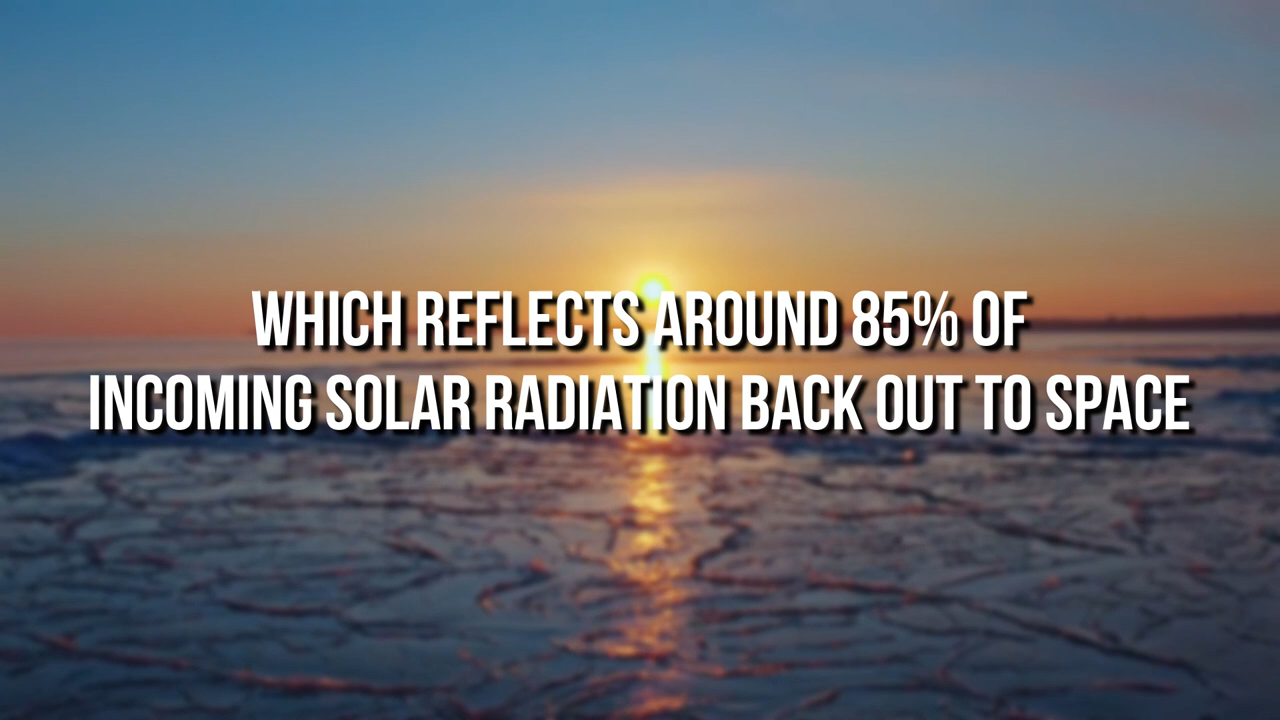 WHICH REFLECTS AROUND 85% OF
INCOMING SOLAR RADIATION BACK OUT TO SPACE